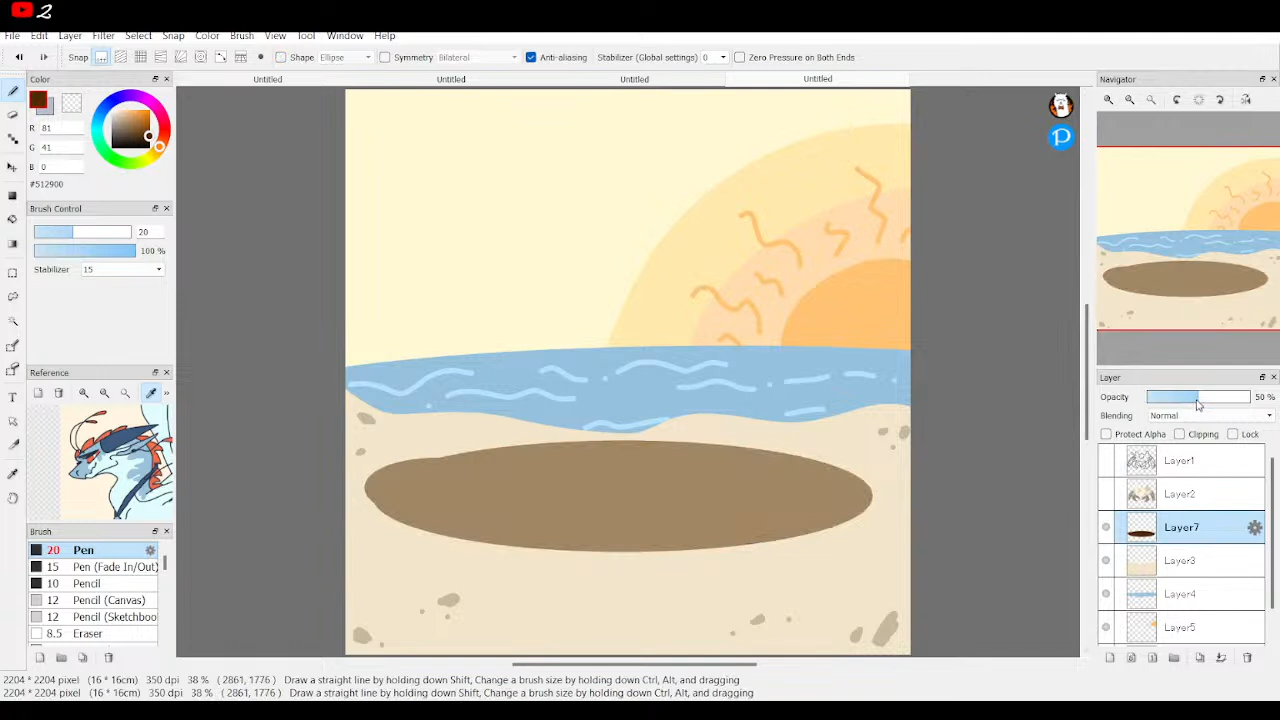 2
File Edit Layer Filter Select Snap Color Brush View Tool Window Help
Snap Shape Ellipse Symmetry Bilateral Anti-aliasing Stabilizer (Global settings) 0 Zero Pressure on Both Ends
Color
Untitled Untitled Untitled Untitled
Navigator
R 81
G 41
B 0
#512900
Brush Control
20
100 %
Stabilizer 15
Reference
Brush
20 Pen
15 Pen (Fade In/Out)
10 Pencil
12 Pencil (Canvas)
12 Pencil (Sketchboo
8.5 Eraser
Layer
Opacity 50 %
Blending Normal
Protect Alpha Clipping Lock
Layer1
Layer2
Layer7
Layer3
Layer4
Layer5
2204 * 2204 pixel (16 * 16cm) 350 dpi 38 % (2861, 1776) Draw a straight line by holding down Shift, Change a brush size by holding down Ctrl, Alt, and dragging
2204 * 2204 pixel (16 * 16cm) 350 dpi 38 % (2861, 1776) Draw a straight line by holding down Shift, Change a brush size by holding down Ctrl, Alt, and dragging